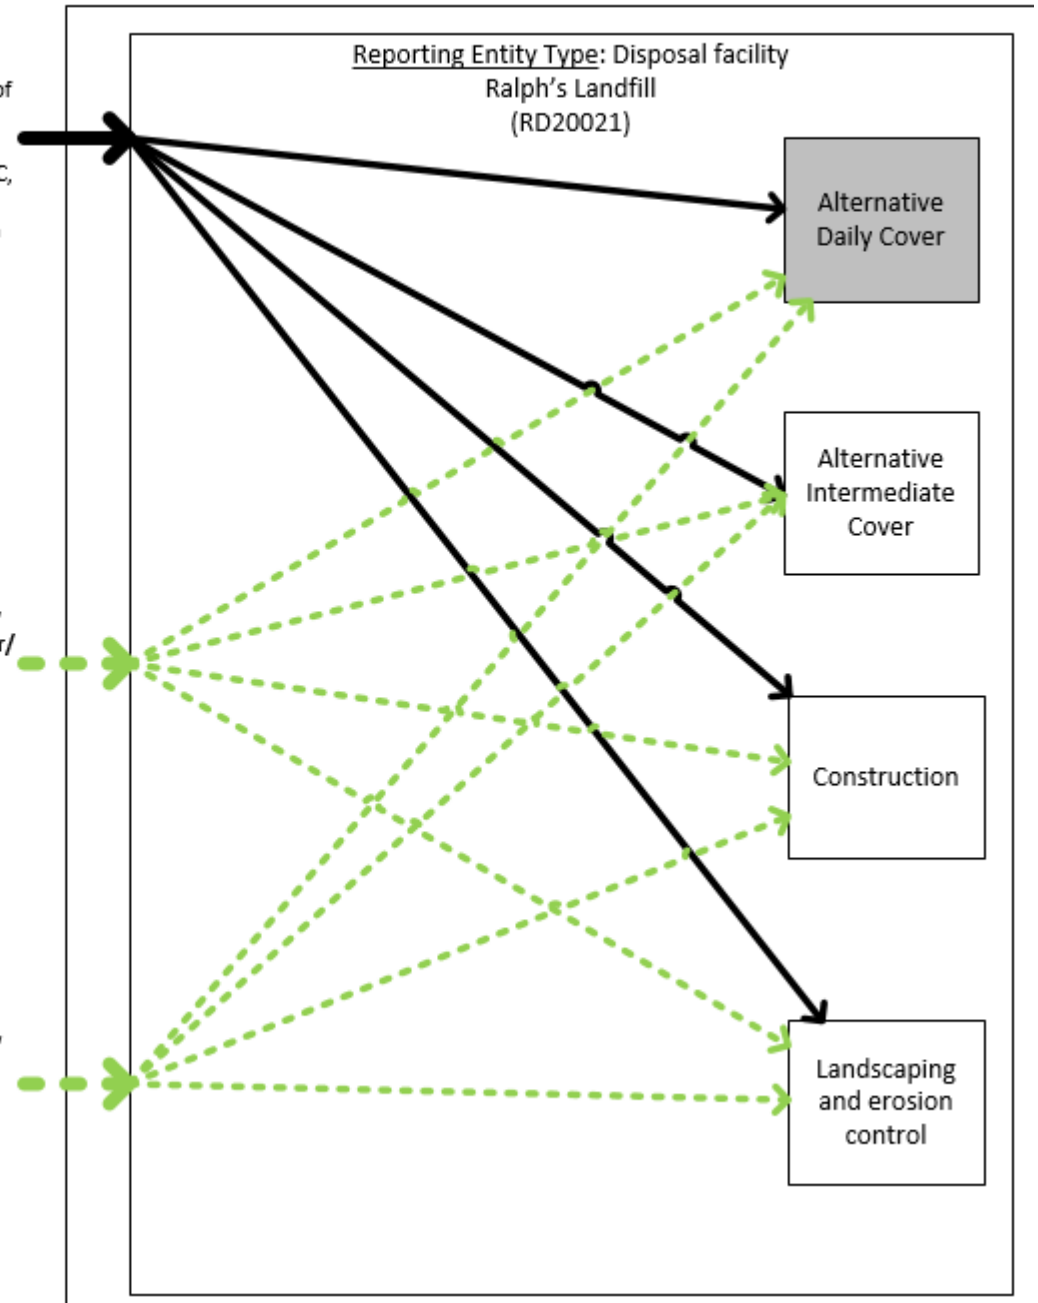 Reporting Entity Type: Disposal facility
Ralph's Landfill
(RD20021)
of
C,
r/
Alternative
Daily Cover
Alternative
Intermediate
Cover
Construction
Landscaping
and erosion
control